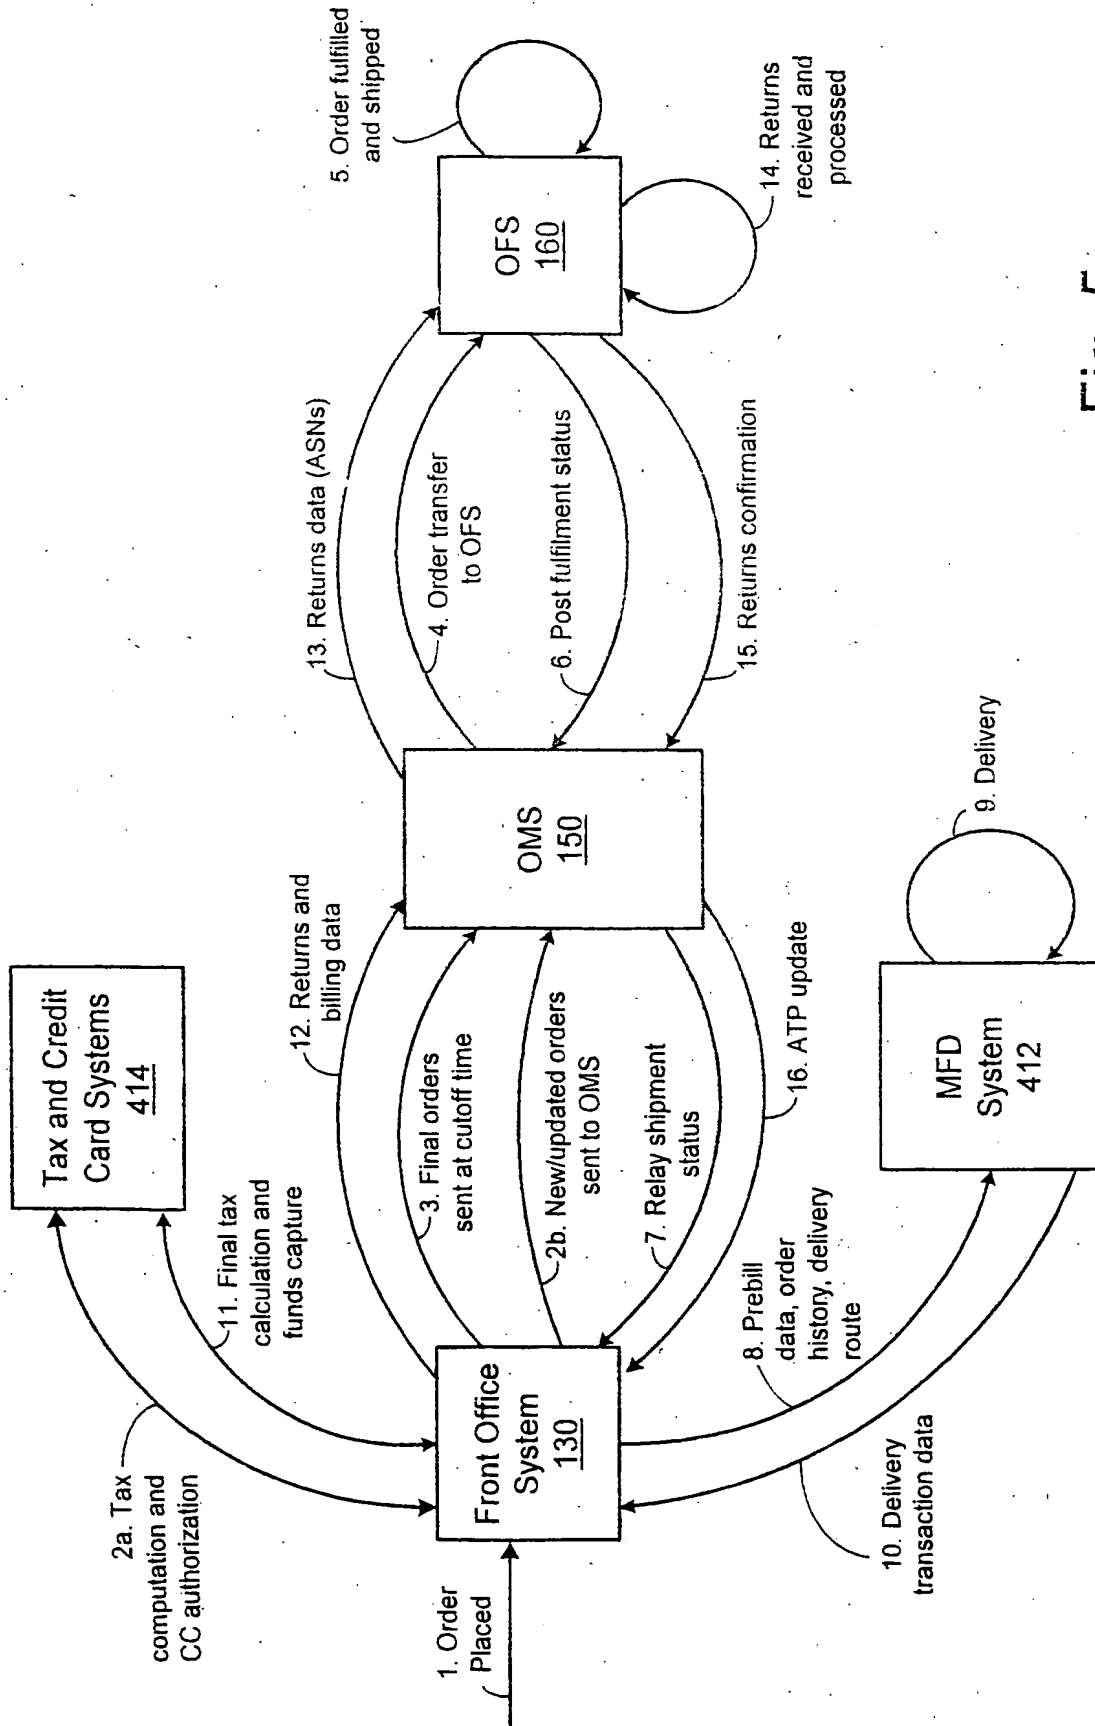 1. Order
Placed
2a. Tax
computation and
CC authorization
11. Final tax
calculation and
funds capture
Tax and Credit
Card Systems
414
Front Office
System
130
12. Returns and
billing data
3. Final orders
sent at cutoff time
2b. New/updated orders
sent to OMS
7. Relay shipment
status
16. ATP update
8. Prebill
data, order
history, delivery
route
10. Delivery
transaction data
MFD
System
412
9. Delivery
OMS
150
13. Returns data (ASNs)
4. Order transfer
to OFS
6. Post fulfilment status
15. Returns confirmation
OFS
160
5. Order fulfilled
and shipped
14. Returns
received and
processed